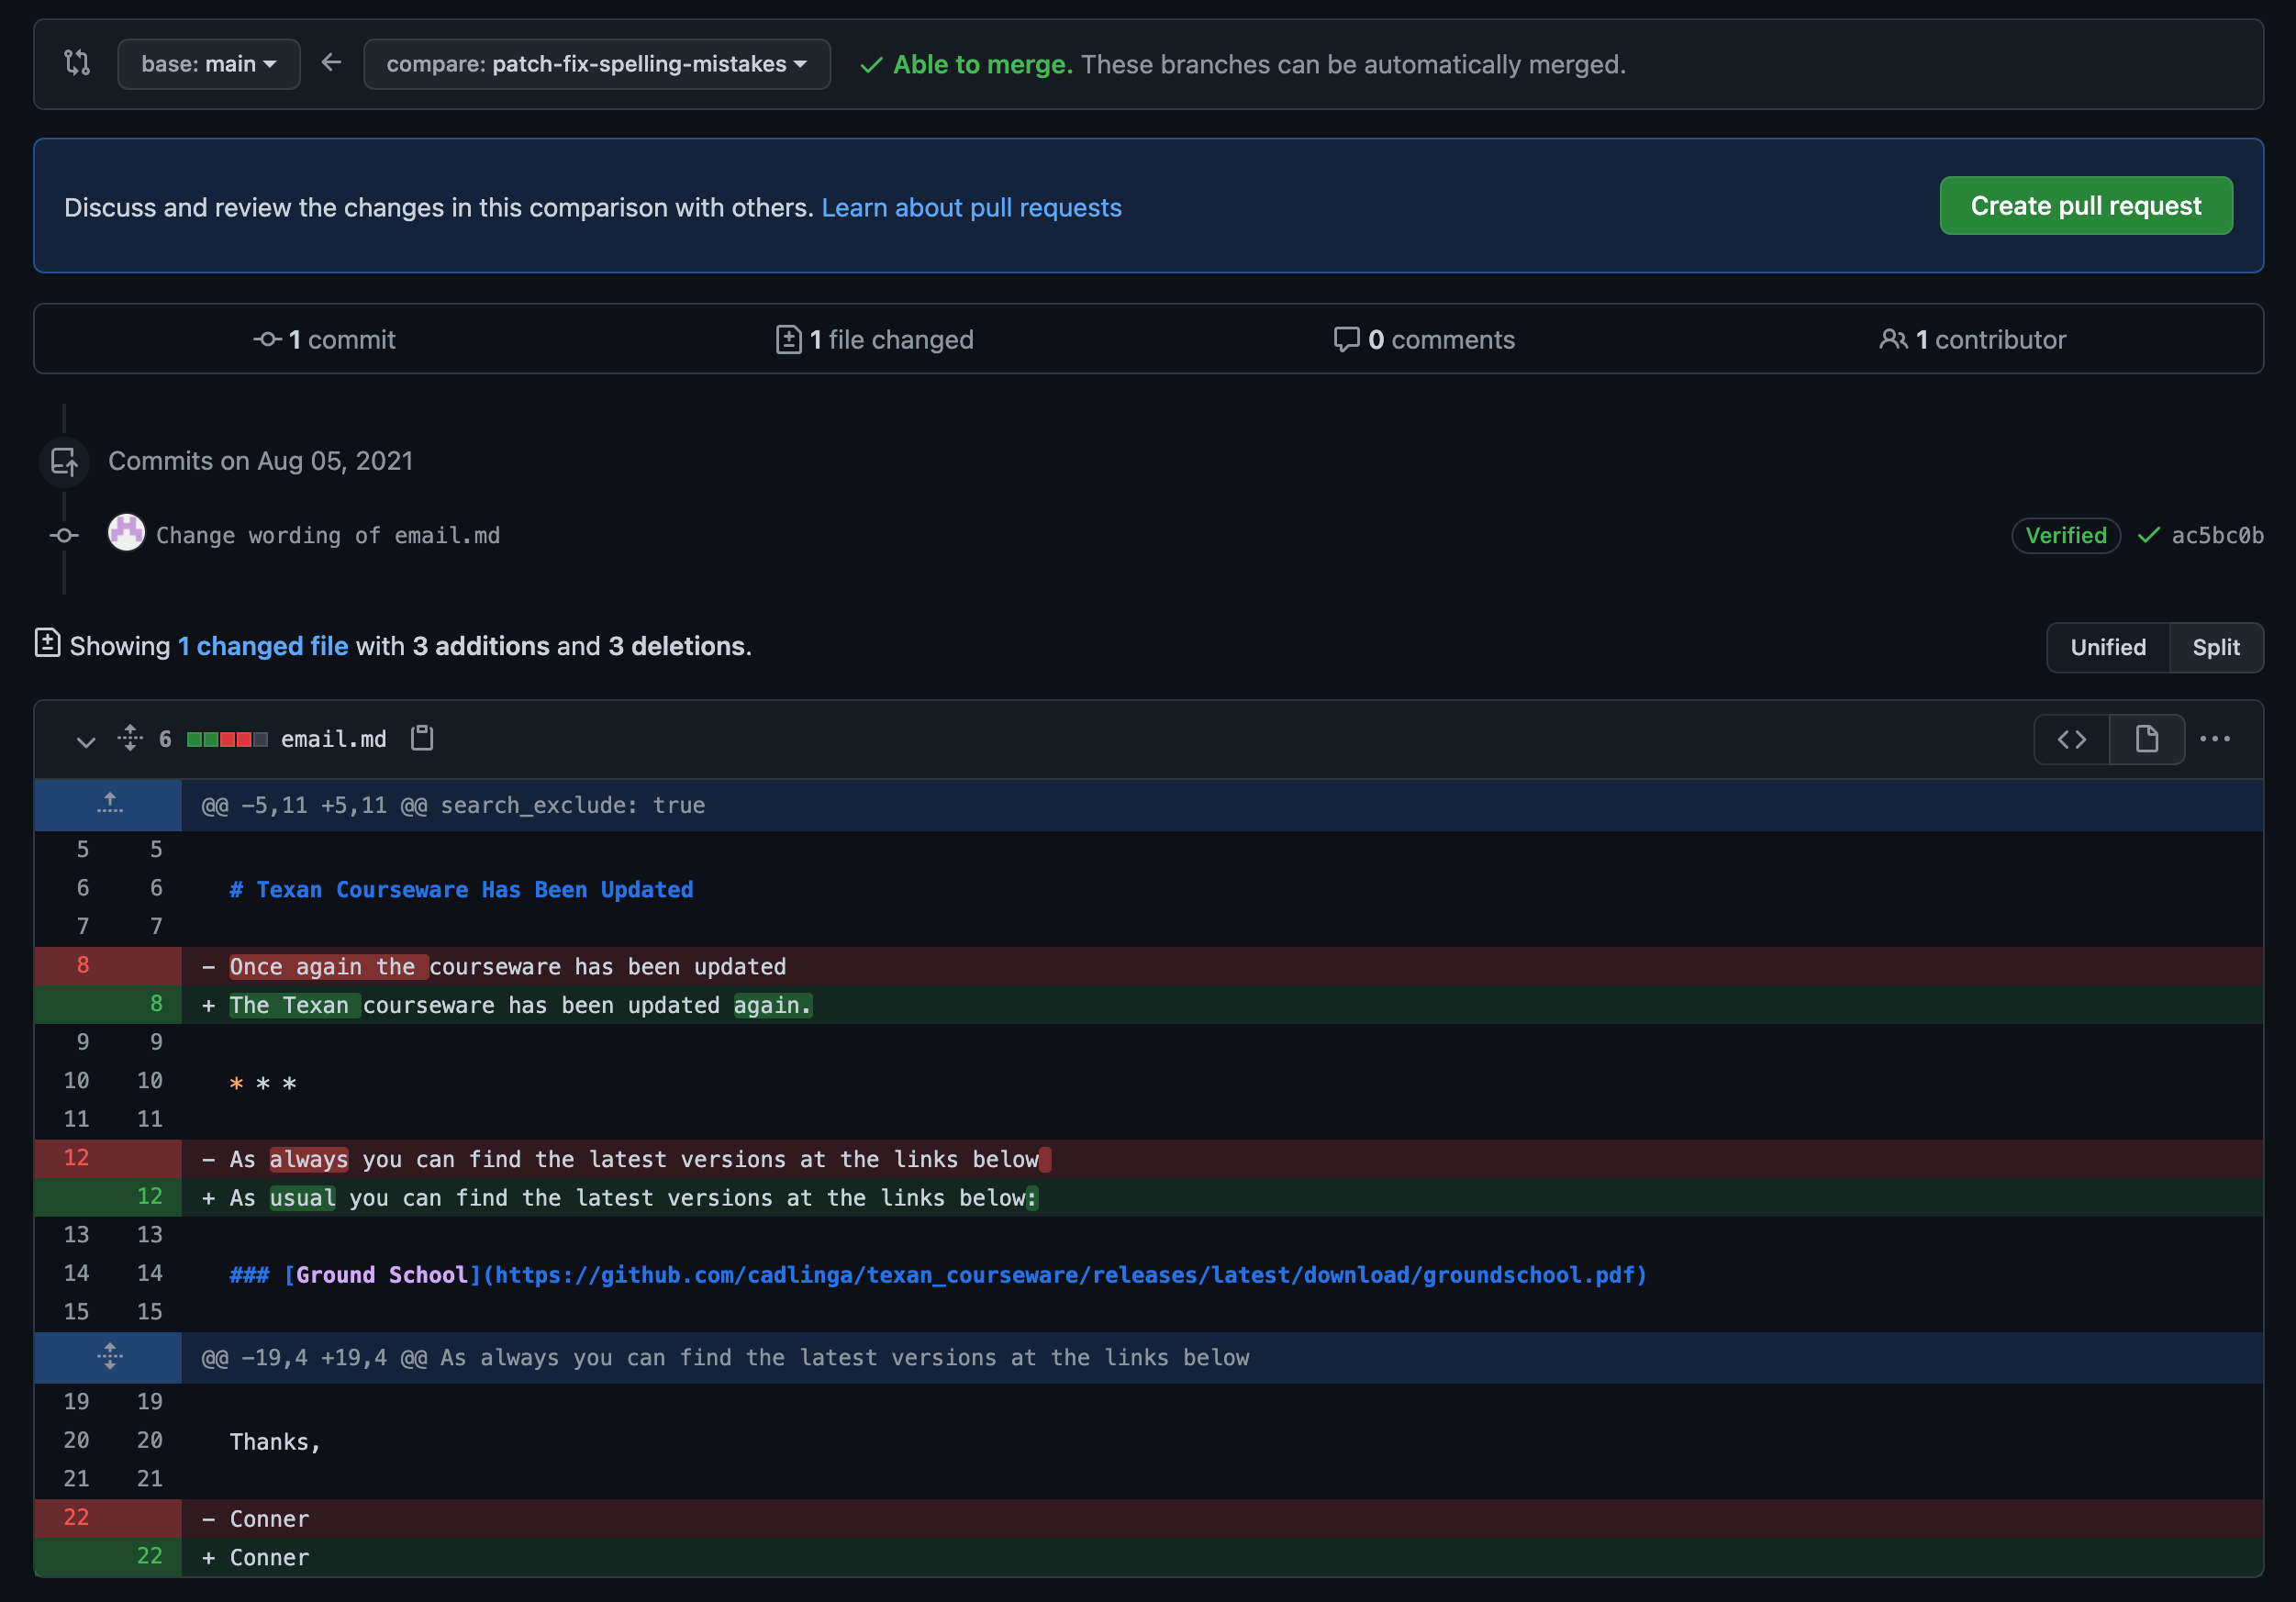 base: main compare: patch-fix-spelling-mistakes Able to merge. These branches can be automatically merged.
Discuss and review the changes in this comparison with others. Learn about pull requests Create pull request
1 commit 1 file changed 0 comments 1 contributor
Commits on Aug 05, 2021
Change wording of email.md Verified ac5bc0b
Showing 1 changed file with 3 additions and 3 deletions. Unified Split
6 email.md
@@ -5,11 +5,11 @@ search_exclude: true
5 5
6 6 # Texan Courseware Has Been Updated
7 7
8 - Once again the courseware has been updated
8 + The Texan courseware has been updated again.
9 9
10 10 * * *
11 11
12 - As always you can find the latest versions at the links below
12 + As usual you can find the latest versions at the links below:
13 13
14 14 ### [Ground School](https://github.com/cadlinga/texan_courseware/releases/latest/download/groundschool.pdf)
15 15
@@ -19,4 +19,4 @@ As always you can find the latest versions at the links below
19 19
20 20 Thanks,
21 21
22 - Conner
22 + Conner